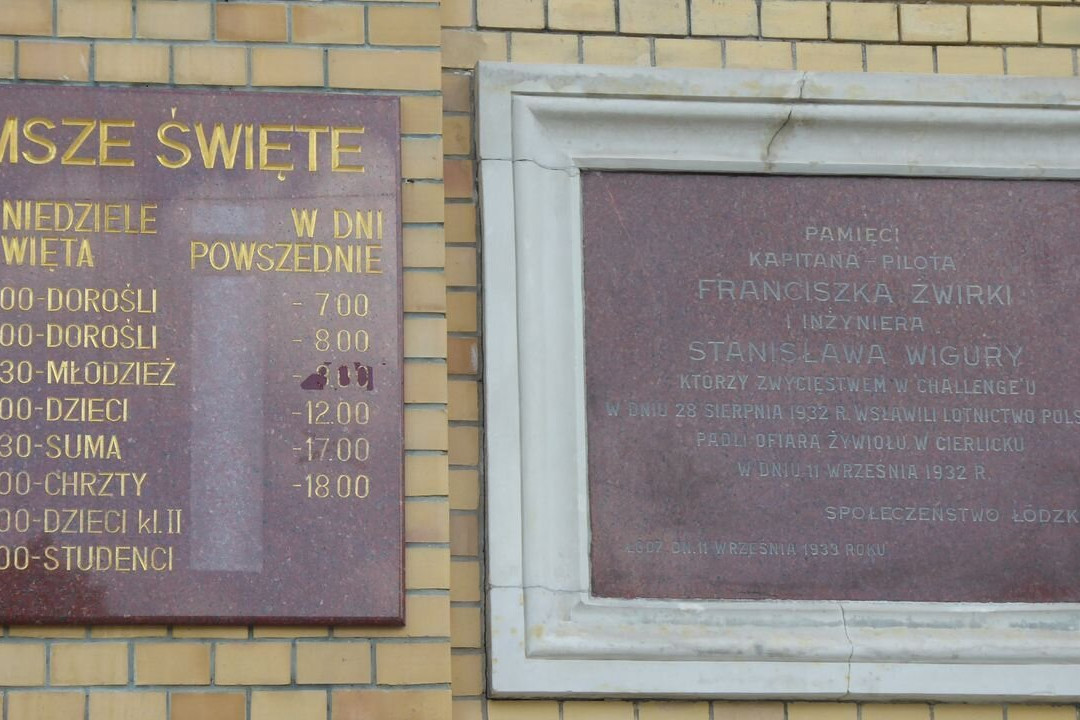 MSZE ŚWIĘTE
NIEDZIELE
WIĘTA
00-DOROŚLI
00-DOROŚLI
30-MŁODZIEŻ
00-DZIECI
30-SUMA
00-CHRZTY
00-DZIECI kl. II
00-STUDENCI
W DNI
POWSZEDNIE
- 7.00
- 8.00
-12.00
-17.00
-18.00
PAMIĘCI
KAPITANA - PILOTA
FRANCISZKA ŻWIRKI
I INŻYNIERA
STANISŁAWA WIGURY
KTÓRZY ZWYCIĘSTWEM W CHALLENGE'U
W DNIU 28 SIERPNIA 1932 R. WSŁAWILI LOTNICTWO POLS
PADLI OFIARĄ ŻYWIOŁU W CIERLICKU
W DNIU 11 WRZEŚNIA 1932 R.
SPOŁECZEŃSTWO ŁÓDZK
ŁÓDŹ DN. 11 WRZEŚNIA 1933 ROKU